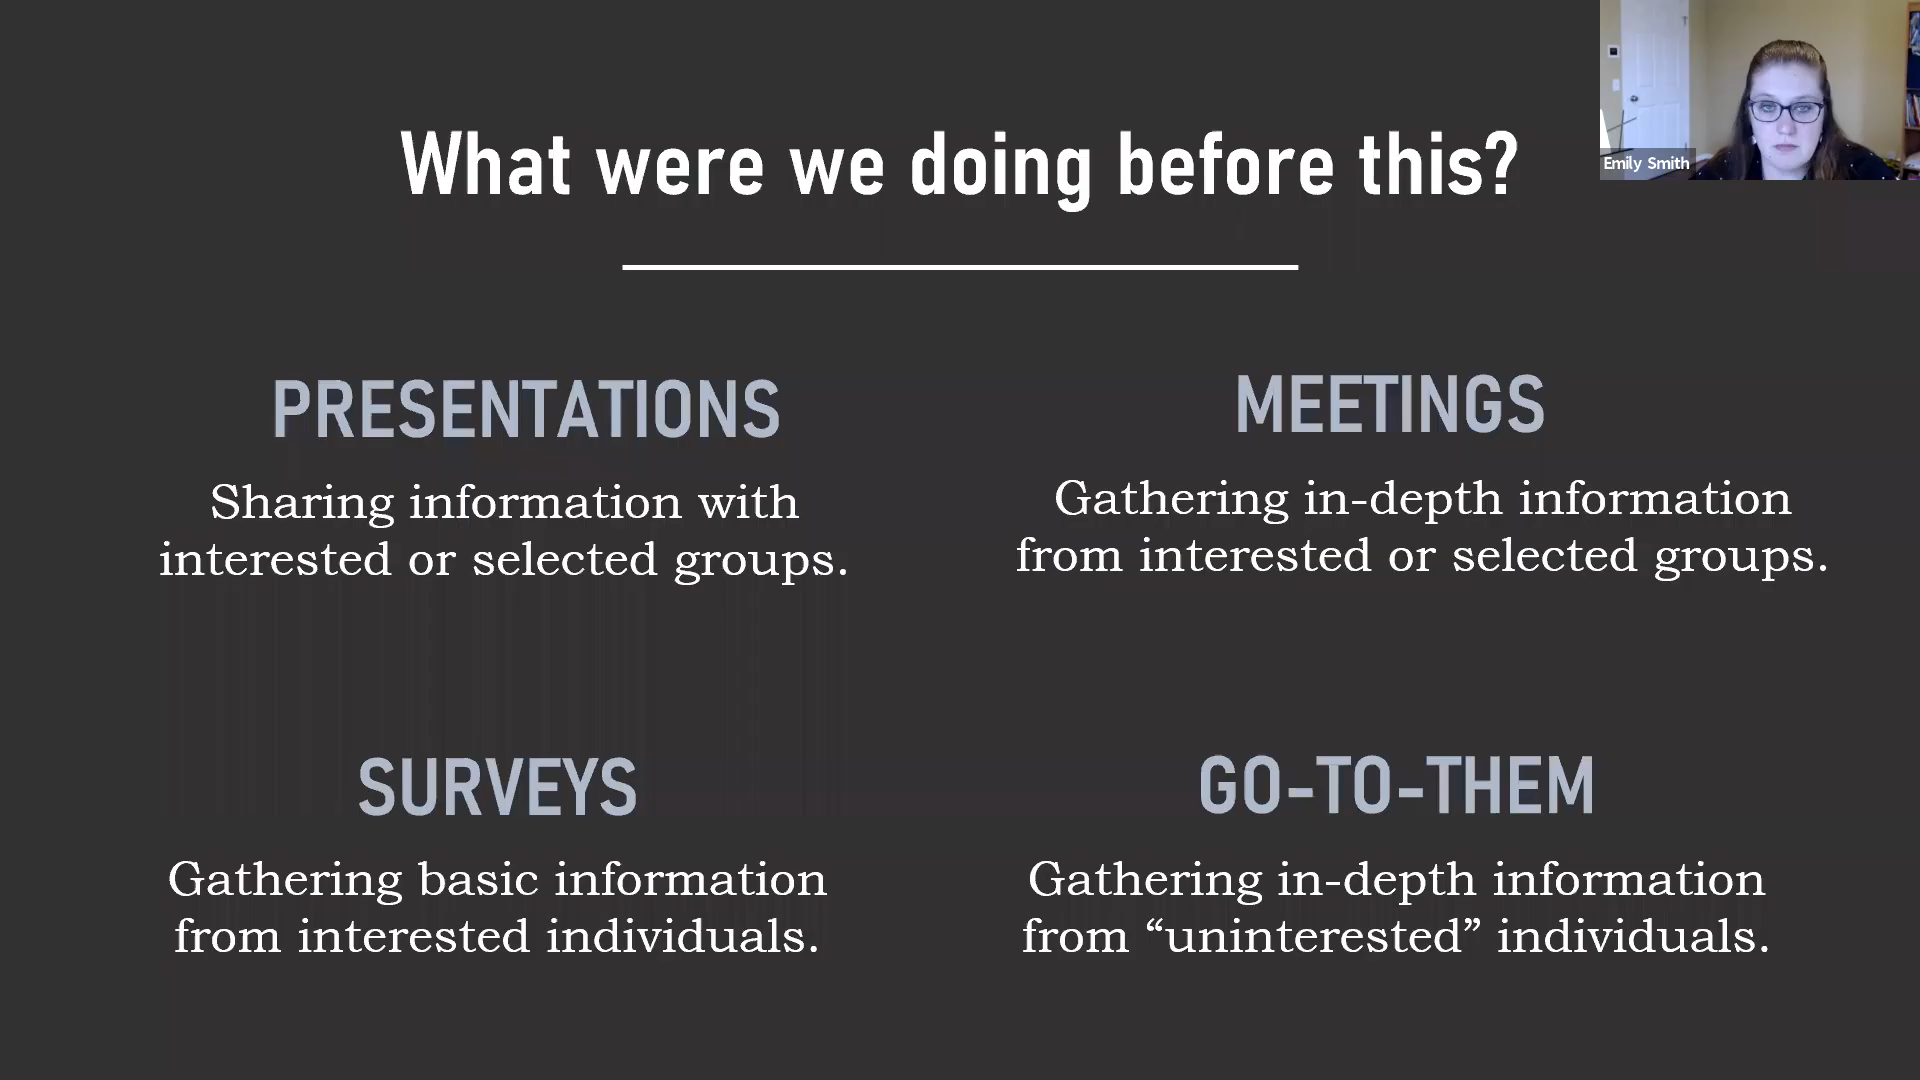 What were we doing before this?
Emily Smith
PRESENTATIONS
Sharing information with
interested or selected groups.
MEETINGS
Gathering in-depth information
from interested or selected groups.
SURVEYS
Gathering basic information
from interested individuals.
GO-TO-THEM
Gathering in-depth information
from “uninterested” individuals.